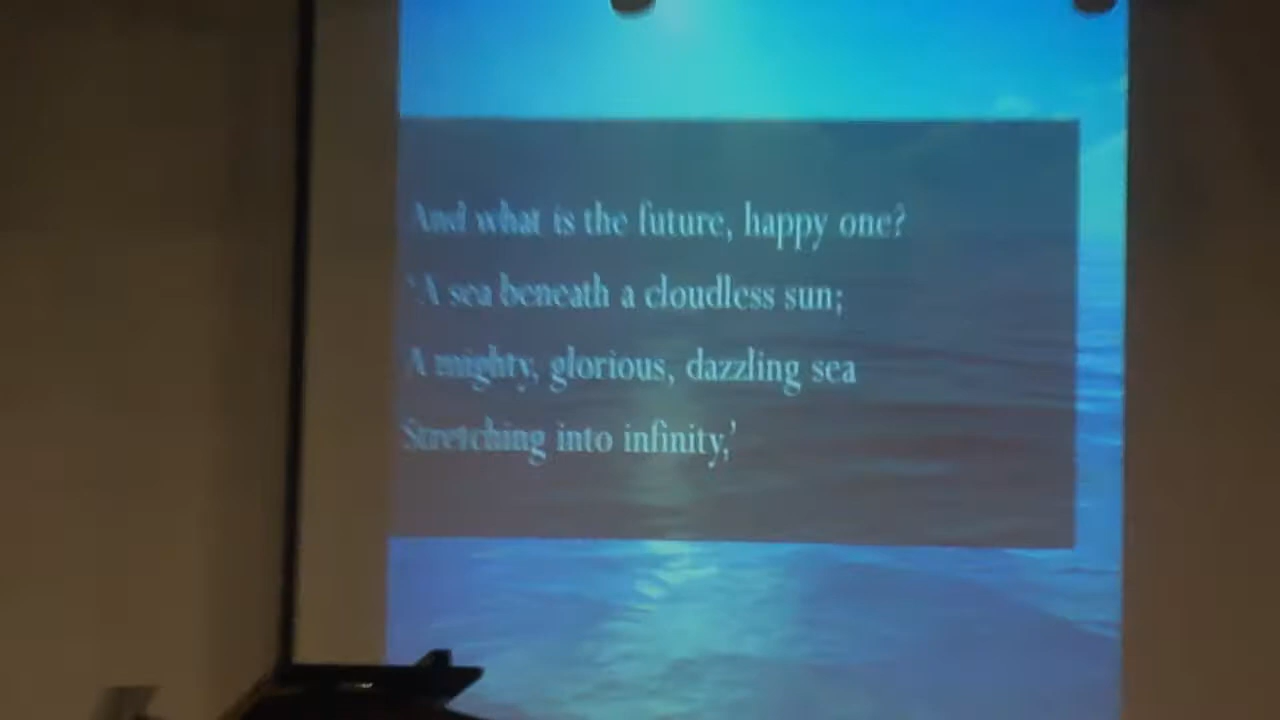 And what is the future, happy one?
'A sea beneath a cloudless sun;
A mighty, glorious, dazzling sea
Stretching into infinity,'